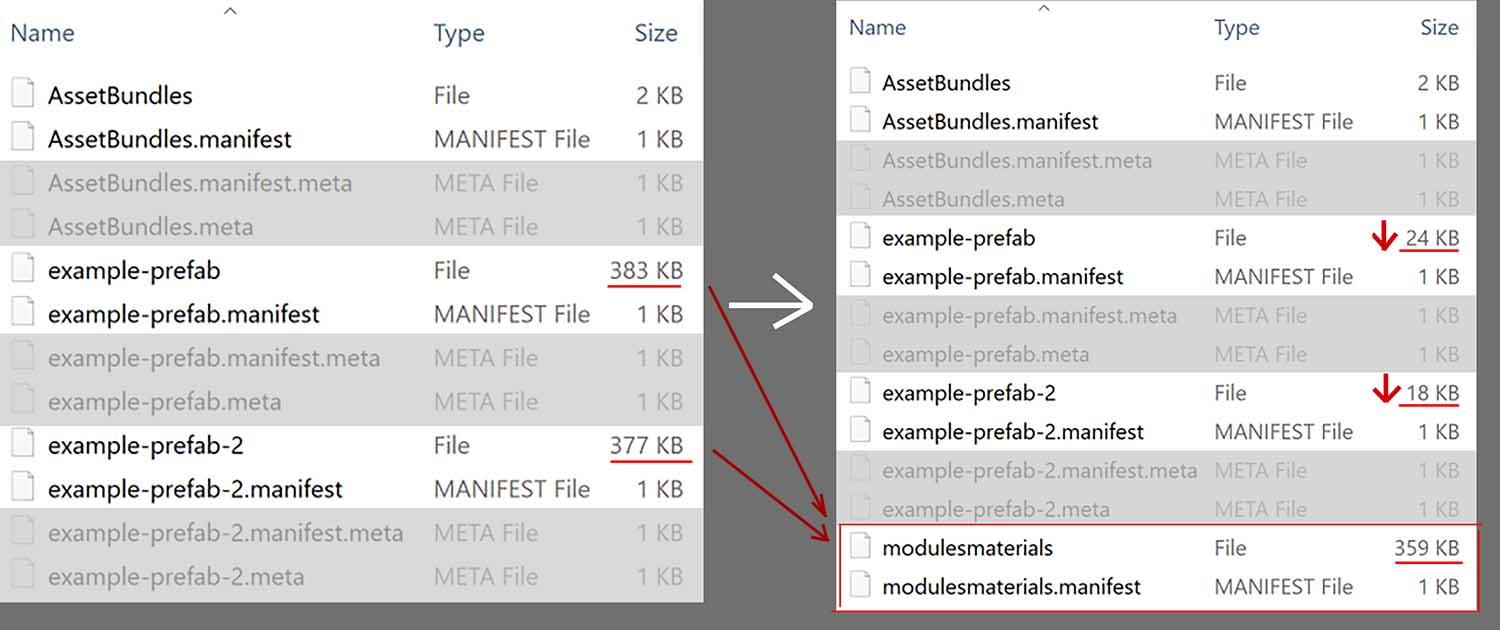 Name Type Size
AssetBundles File 2 KB
AssetBundles.manifest MANIFEST File 1 KB
AssetBundles.manifest.meta META File 1 KB
AssetBundles.meta META File 1 KB
example-prefab File 383 KB
example-prefab.manifest MANIFEST File 1 KB
example-prefab.manifest.meta META File 1 KB
example-prefab.meta META File 1 KB
example-prefab-2 File 377 KB
example-prefab-2.manifest MANIFEST File 1 KB
example-prefab-2.manifest.meta META File 1 KB
example-prefab-2.meta META File 1 KB
Name Type Size
AssetBundles File 2 KB
AssetBundles.manifest MANIFEST File 1 KB
AssetBundles.manifest.meta META File 1 KB
AssetBundles.meta META File 1 KB
example-prefab File 24 KB
example-prefab.manifest MANIFEST File 1 KB
example-prefab.manifest.meta META File 1 KB
example-prefab.meta META File 1 KB
example-prefab-2 File 18 KB
example-prefab-2.manifest MANIFEST File 1 KB
example-prefab-2.manifest.meta META File 1 KB
example-prefab-2.meta META File 1 KB
modulesmaterials File 359 KB
modulesmaterials.manifest MANIFEST File 1 KB